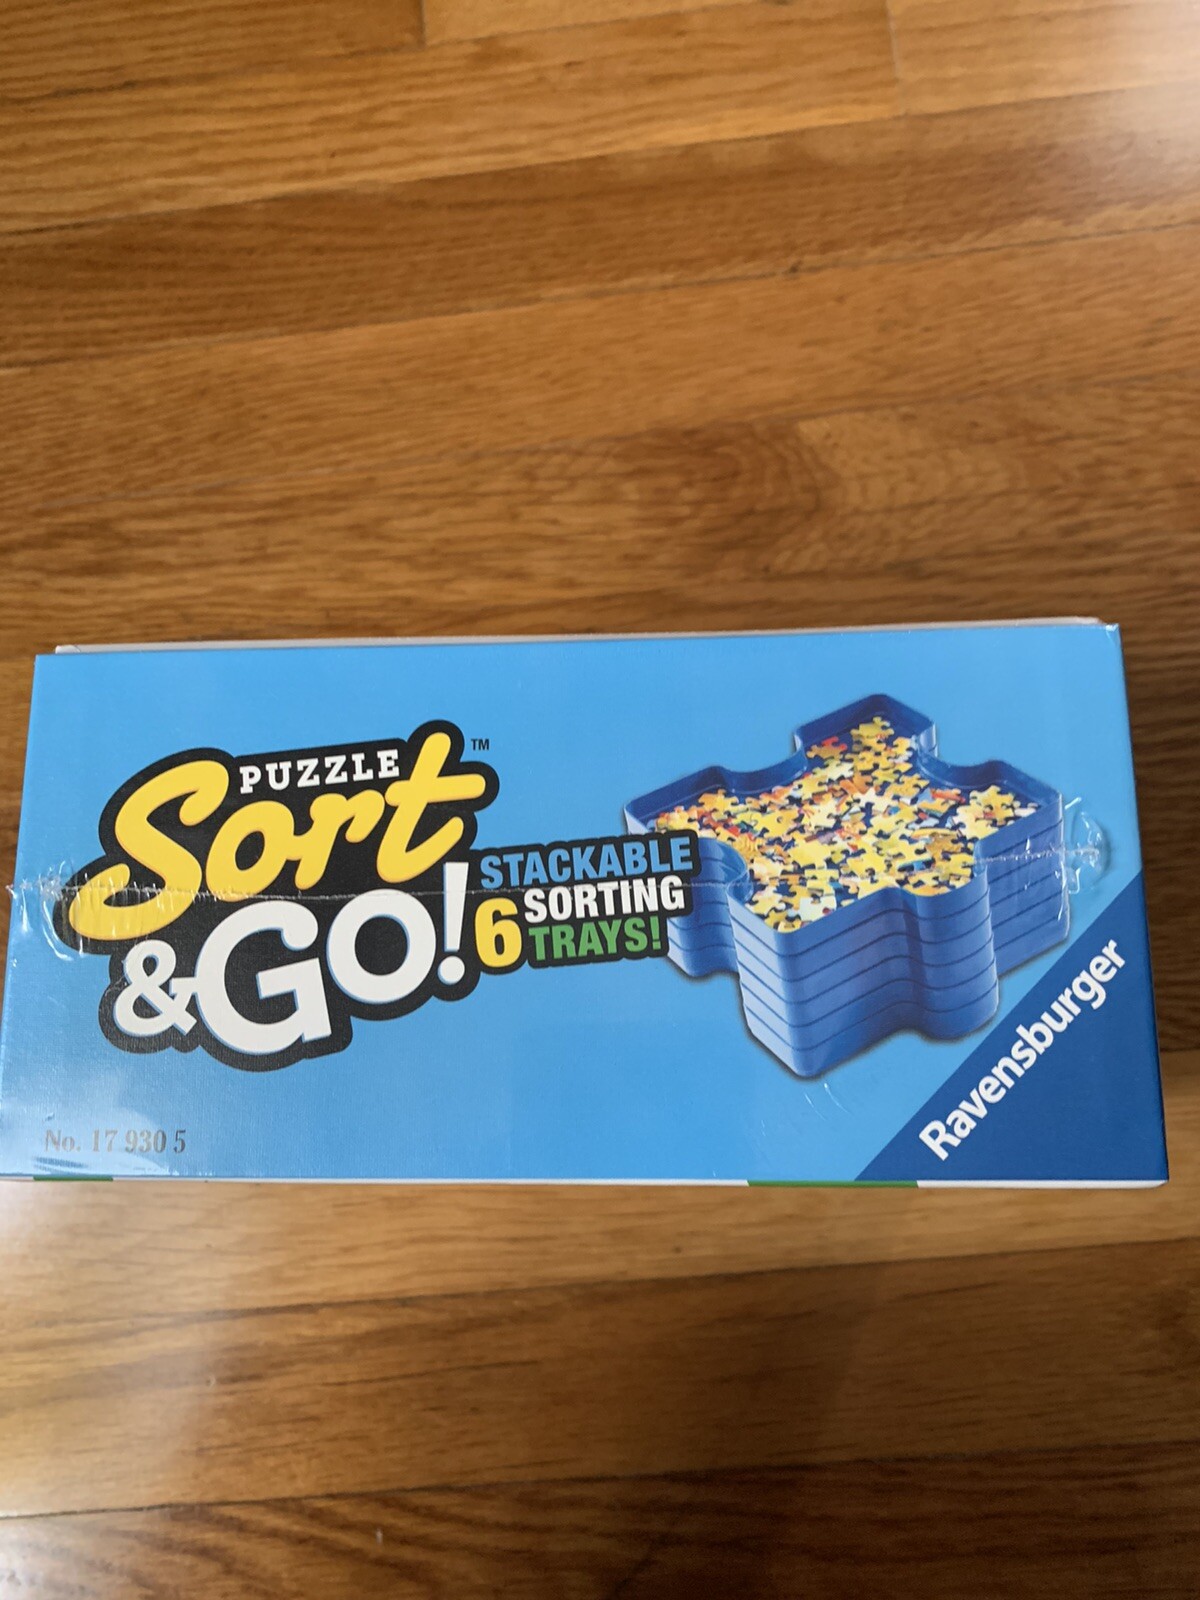 PUZZLE
Sort™
&GO!
STACKABLE
6 SORTING
TRAYS!
Ravensburger
No. 17 930 5